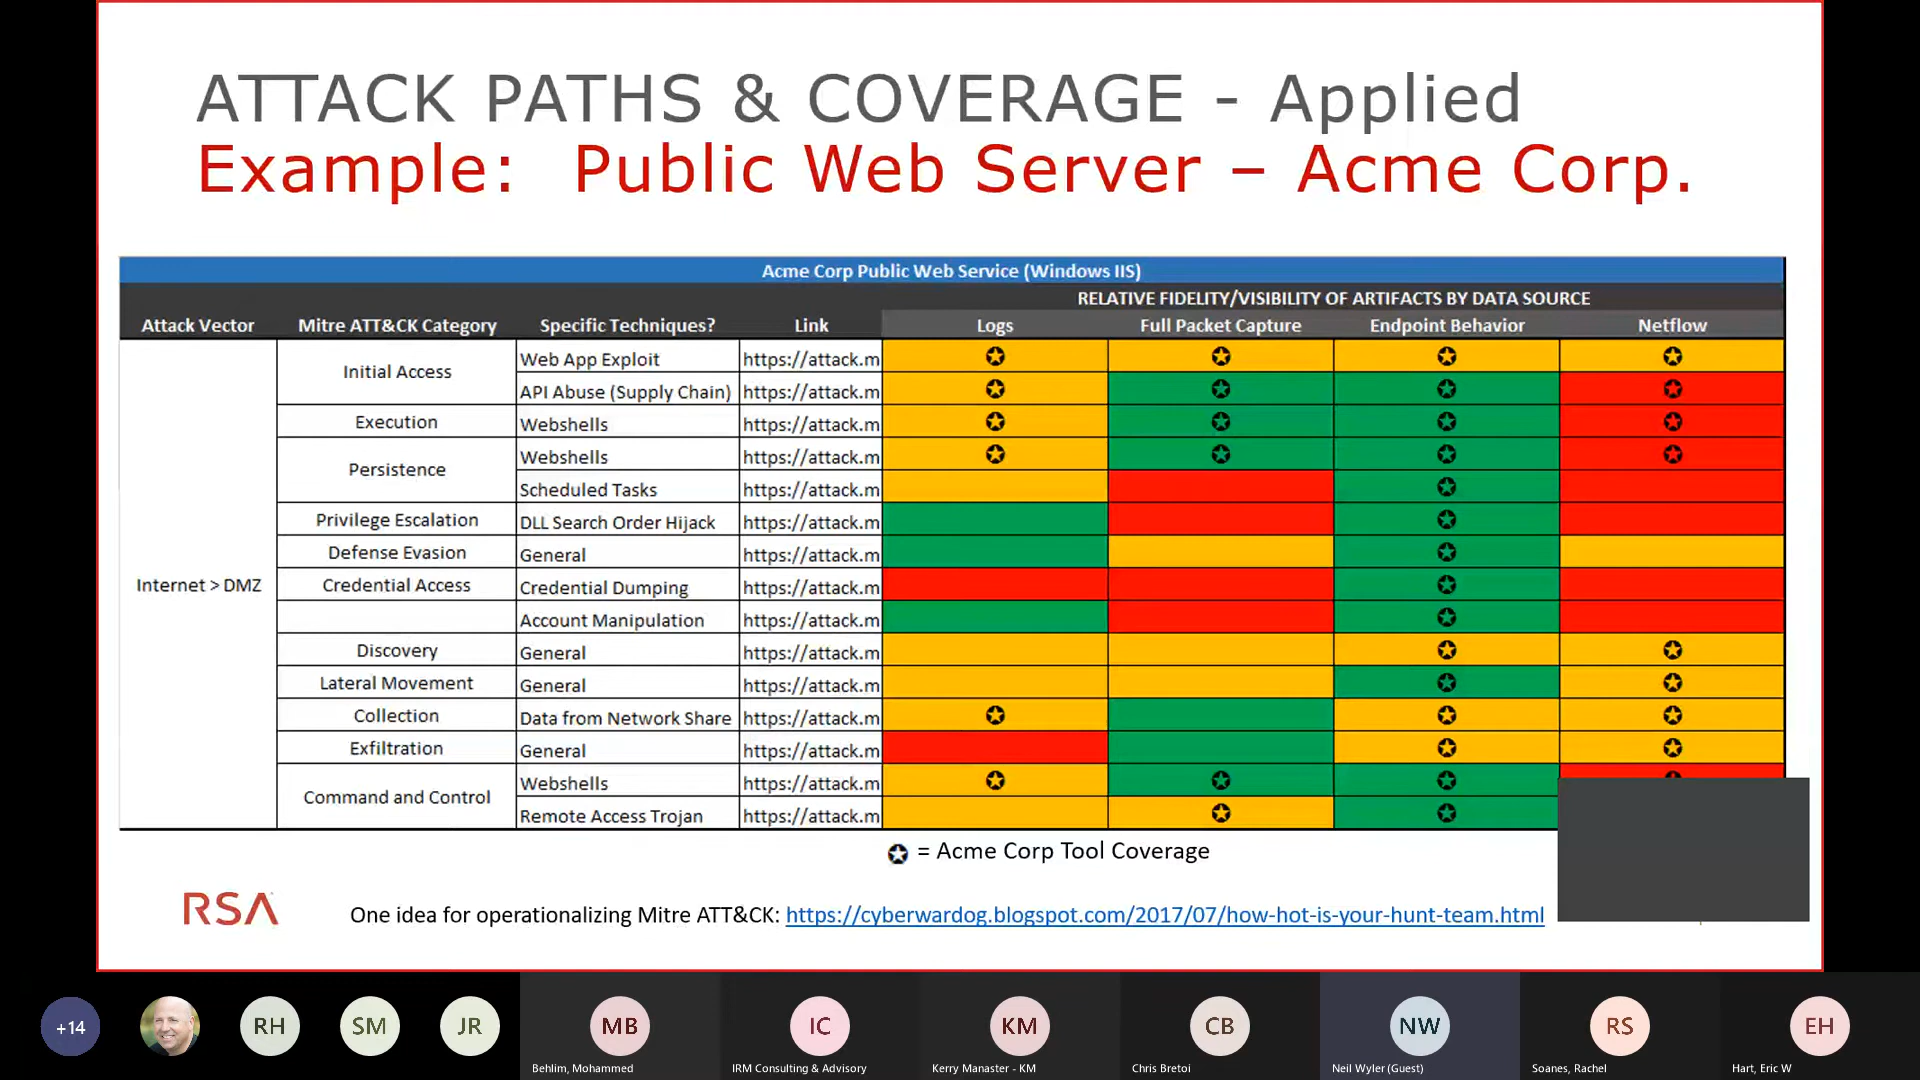 ATTACK PATHS & COVERAGE - Applied
Example: Public Web Server – Acme Corp.
Acme Corp Public Web Service (Windows IIS)
RELATIVE FIDELITY/VISIBILITY OF ARTIFACTS BY DATA SOURCE
Attack Vector Mitre ATT&CK Category Specific Techniques? Link Logs Full Packet Capture Endpoint Behavior Netflow
Initial Access Web App Exploit https://attack.m
API Abuse (Supply Chain) https://attack.m
Execution Webshells https://attack.m
Persistence Webshells https://attack.m
Scheduled Tasks https://attack.m
Privilege Escalation DLL Search Order Hijack https://attack.m
Defense Evasion General https://attack.m
Internet > DMZ Credential Access Credential Dumping https://attack.m
Account Manipulation https://attack.m
Discovery General https://attack.m
Lateral Movement General https://attack.m
Collection Data from Network Share https://attack.m
Exfiltration General https://attack.m
Command and Control Webshells https://attack.m
Remote Access Trojan https://attack.m
= Acme Corp Tool Coverage
RSA One idea for operationalizing Mitre ATT&CK: https://cyberwardog.blogspot.com/2017/07/how-hot-is-your-hunt-team.html
+14 RH SM JR MB IC KM CB NW RS EH
Behlim, Mohammed IRM Consulting & Advisory Kerry Manaster - KM Chris Bretoi Neil Wyler (Guest) Soanes, Rachel Hart, Eric W